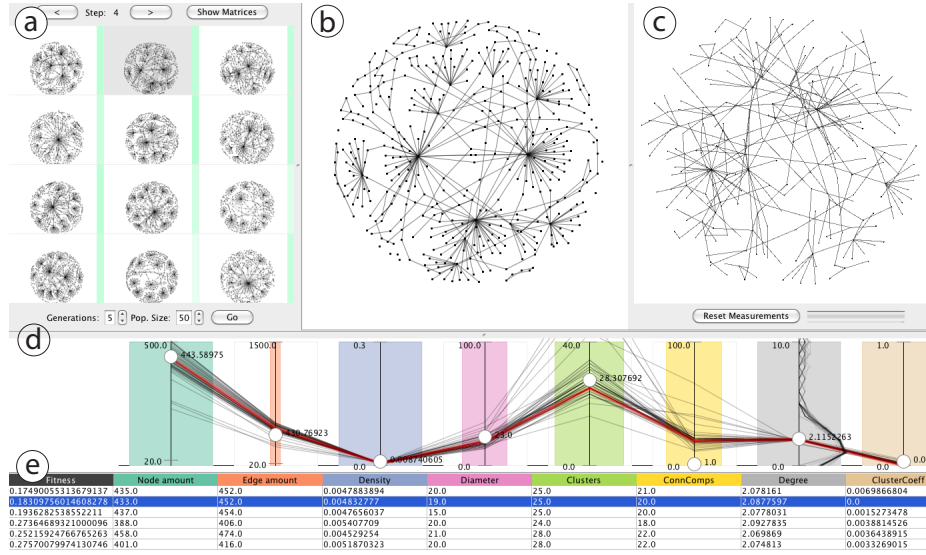 a
< Step: 4 > Show Matrices
Generations: 5 Pop. Size: 50 Go
b
c
Reset Measurements
d
500.0 1500.0 0.3 100.0 40.0 100.0 10.0 1.0
443.58975
28.307692
430.76923
23.0
2.1152263
0.008740605
1.0
0.0
20.0 20.0 0.0 0.0 0.0 0.0 0.0
e
Fitness Node amount Edge amount Density Diameter Clusters ConnComps Degree ClusterCoeff
0.17490055313679137 435.0 452.0 0.0047883894 20.0 25.0 21.0 2.078161 0.0069866804
0.18309756014608278 433.0 452.0 0.004832777 19.0 25.0 20.0 2.0877597 0.0
0.1936282538552211 437.0 454.0 0.0047656037 15.0 25.0 20.0 2.0778031 0.0015273478
0.27364689321000096 388.0 406.0 0.005407709 20.0 24.0 18.0 2.0927835 0.0038814526
0.25215924766765263 458.0 474.0 0.004529254 21.0 28.0 22.0 2.069869 0.0036438915
0.27570079974130746 401.0 416.0 0.0051870323 20.0 28.0 22.0 2.074813 0.0033269015